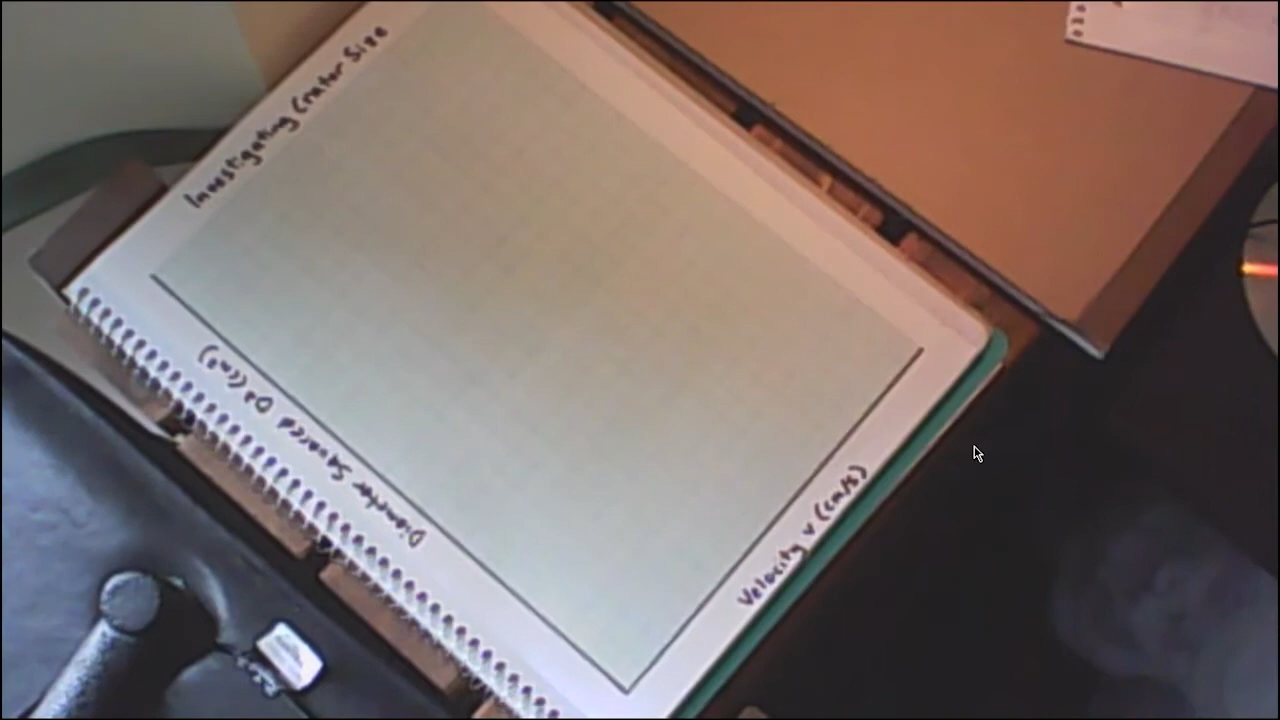 Investigating Crater Size
Diameter Squared D² (cm²)
Velocity v (cm/s)